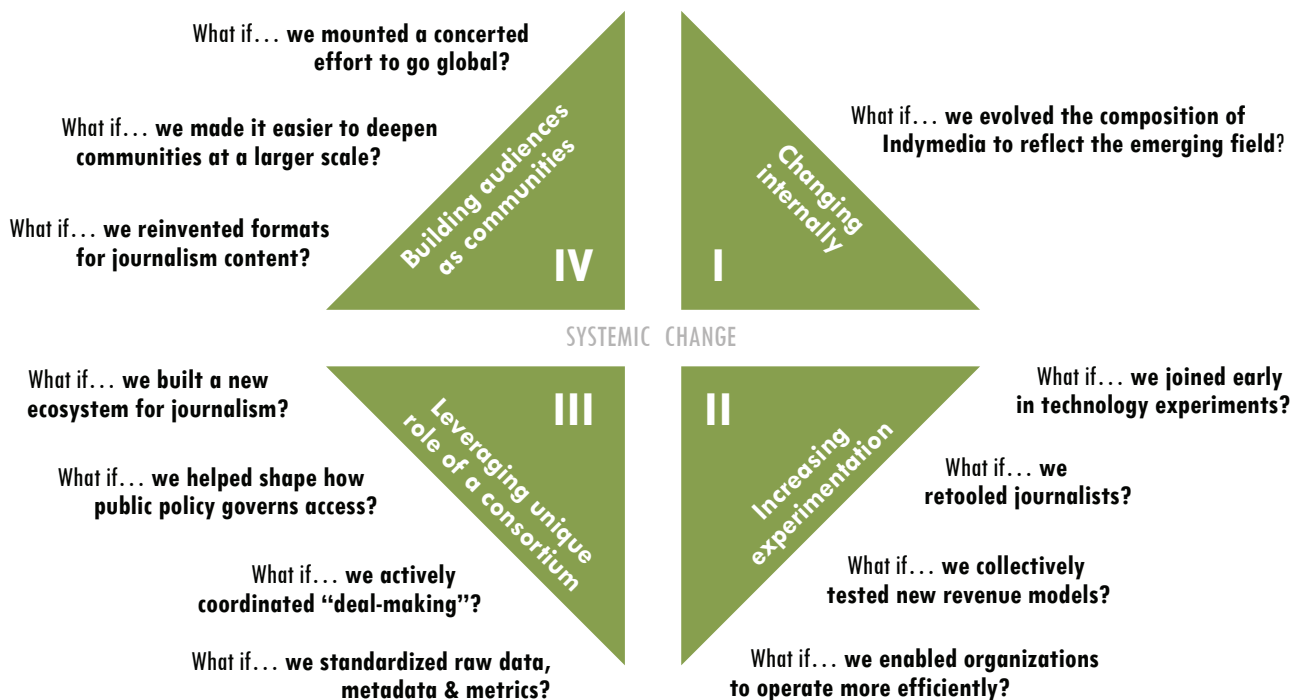 What if... we mounted a concerted
effort to go global?
What if... we made it easier to deepen
communities at a larger scale?
What if... we reinvented formats
for journalism content?
Building audiences
as communities
IV
What if... we evolved the composition of
Indymedia to reflect the emerging field?
Changing
internally
I
SYSTEMIC CHANGE
What if... we built a new
ecosystem for journalism?
What if... we helped shape how
public policy governs access?
What if... we actively
coordinated “deal-making”?
What if... we standardized raw data,
metadata & metrics?
III
Leveraging unique
role of a consortium
II
Increasing
experimentation
What if... we joined early
in technology experiments?
What if... we
retooled journalists?
What if... we collectively
tested new revenue models?
What if... we enabled organizations
to operate more efficiently?